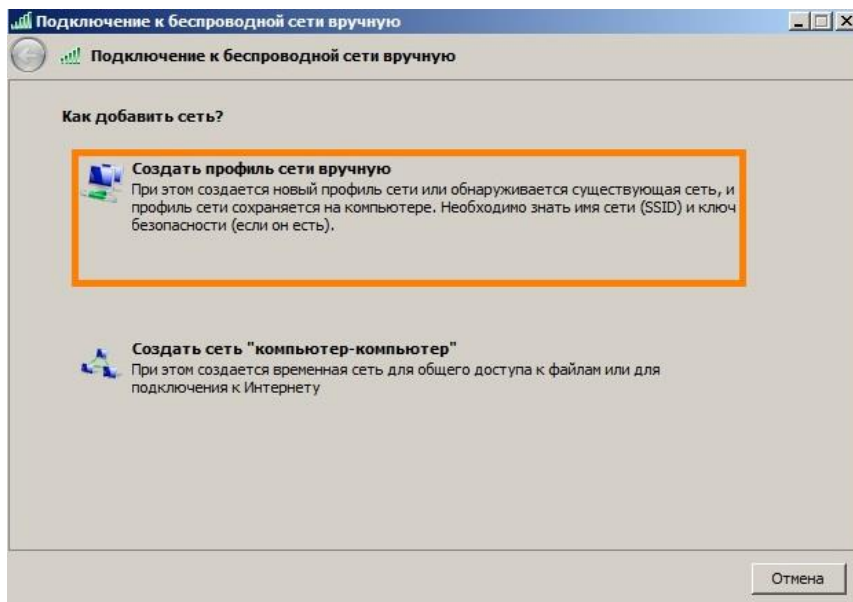 Подключение к беспроводной сети вручную
Подключение к беспроводной сети вручную
Как добавить сеть?
Создать профиль сети вручную
При этом создается новый профиль сети или обнаруживается существующая сеть, и
профиль сети сохраняется на компьютере. Необходимо знать имя сети (SSID) и ключ
безопасности (если он есть).
Создать сеть "компьютер-компьютер"
При этом создается временная сеть для общего доступа к файлам или для
подключения к Интернету
Отмена